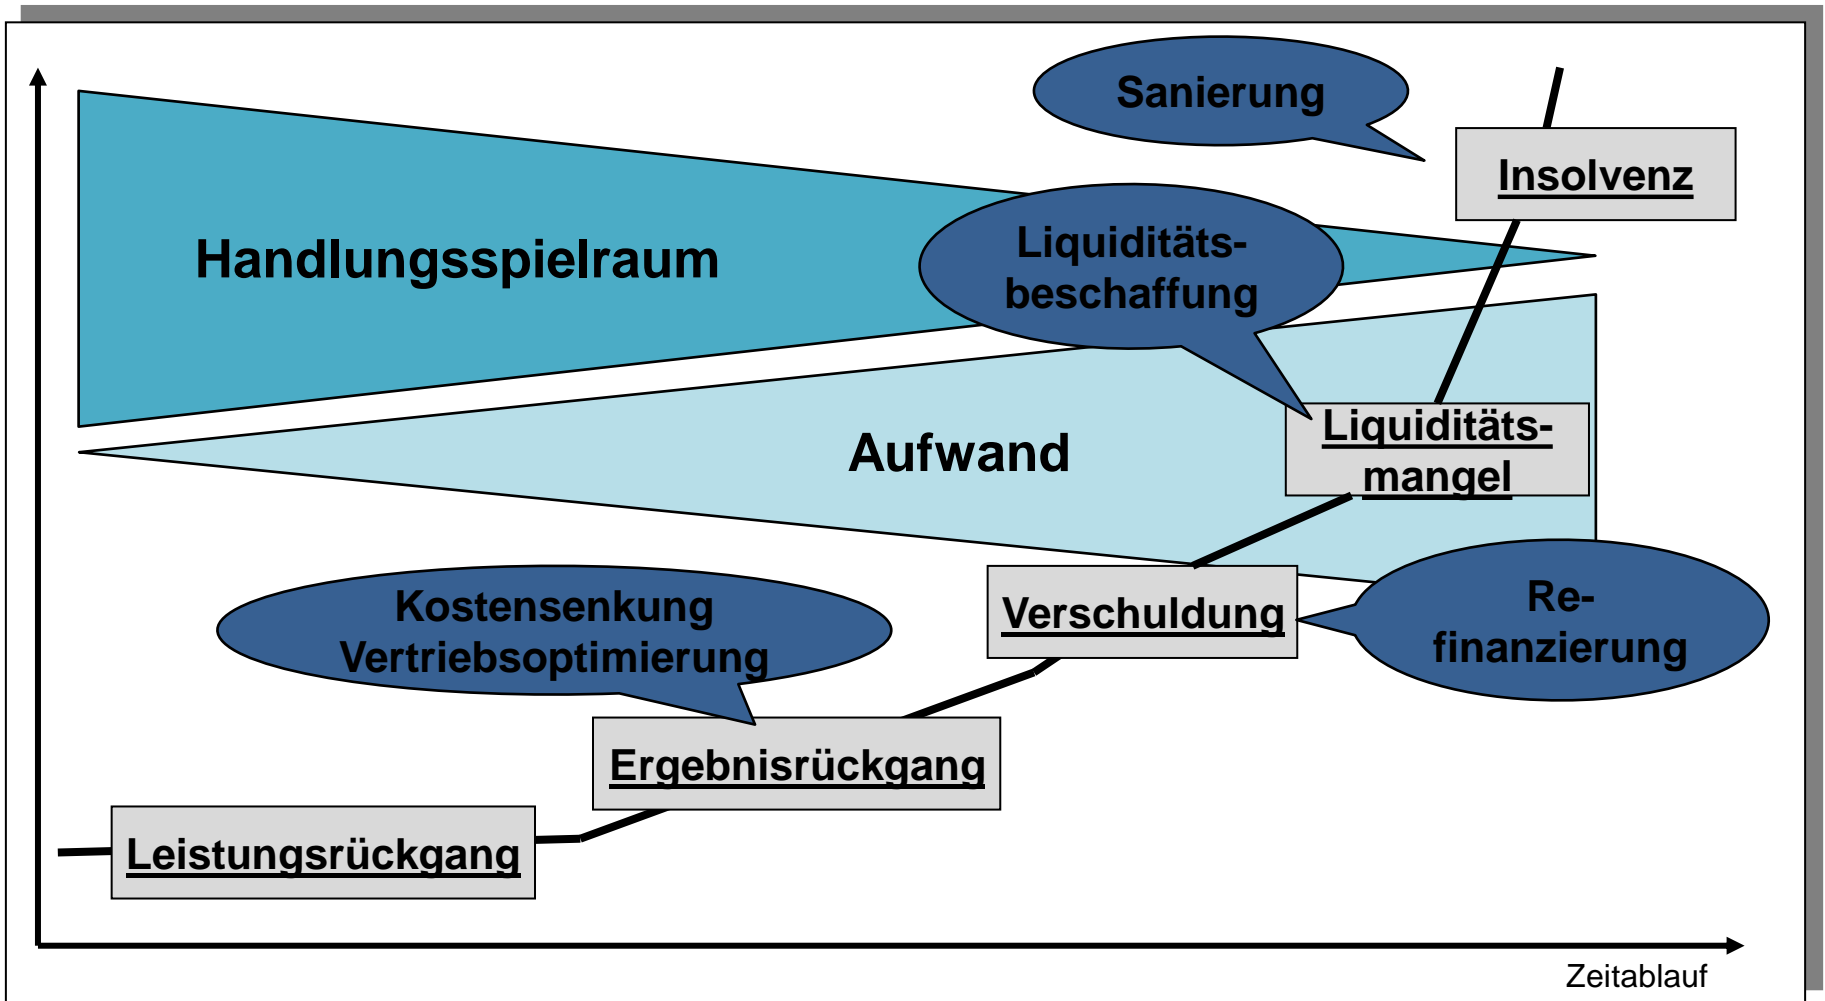 Sanierung
Insolvenz
Handlungsspielraum
Liquiditäts-
beschaffung
Aufwand
Liquiditäts-
mangel
Kostensenkung
Vertriebsoptimierung
Verschuldung
Re-
finanzierung
Ergebnisrückgang
Leistungsrückgang
Zeitablauf